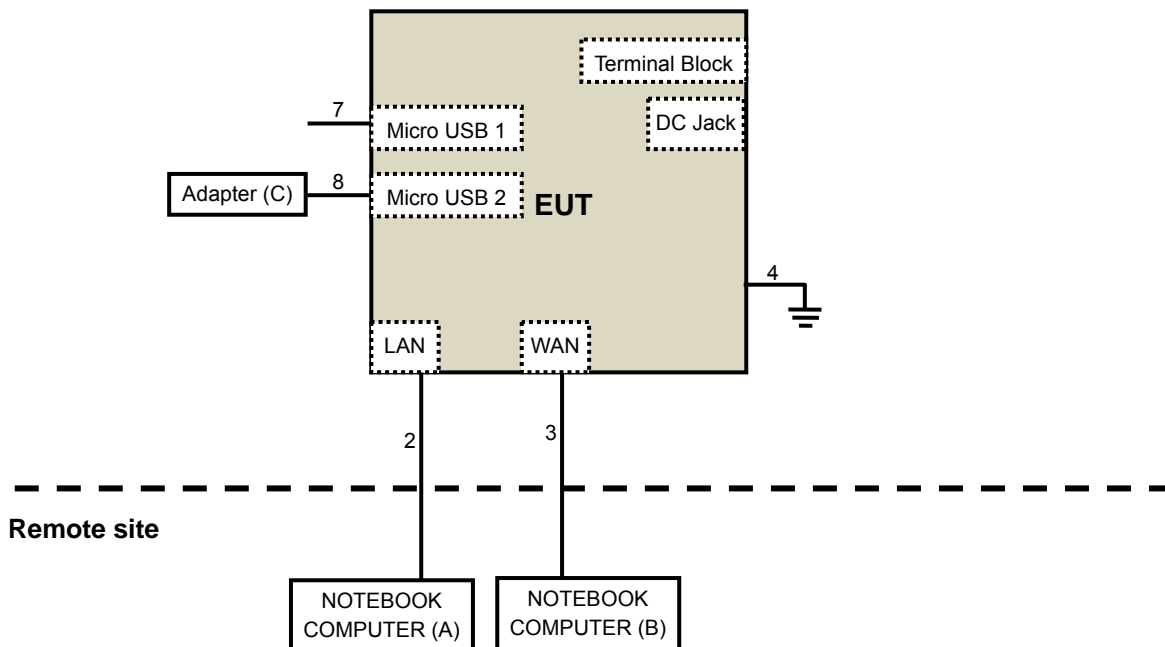 Terminal Block
7
Micro USB 1
DC Jack
Adapter (C)
8
Micro USB 2
EUT
4
LAN
WAN
2
3
Remote site
NOTEBOOK
COMPUTER (A)
NOTEBOOK
COMPUTER (B)